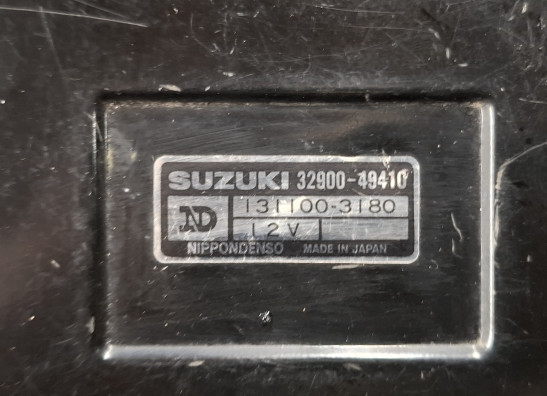 SUZUKI 32900-49410
ND 131100-3180
12V
NIPPONDENSO MADE IN JAPAN